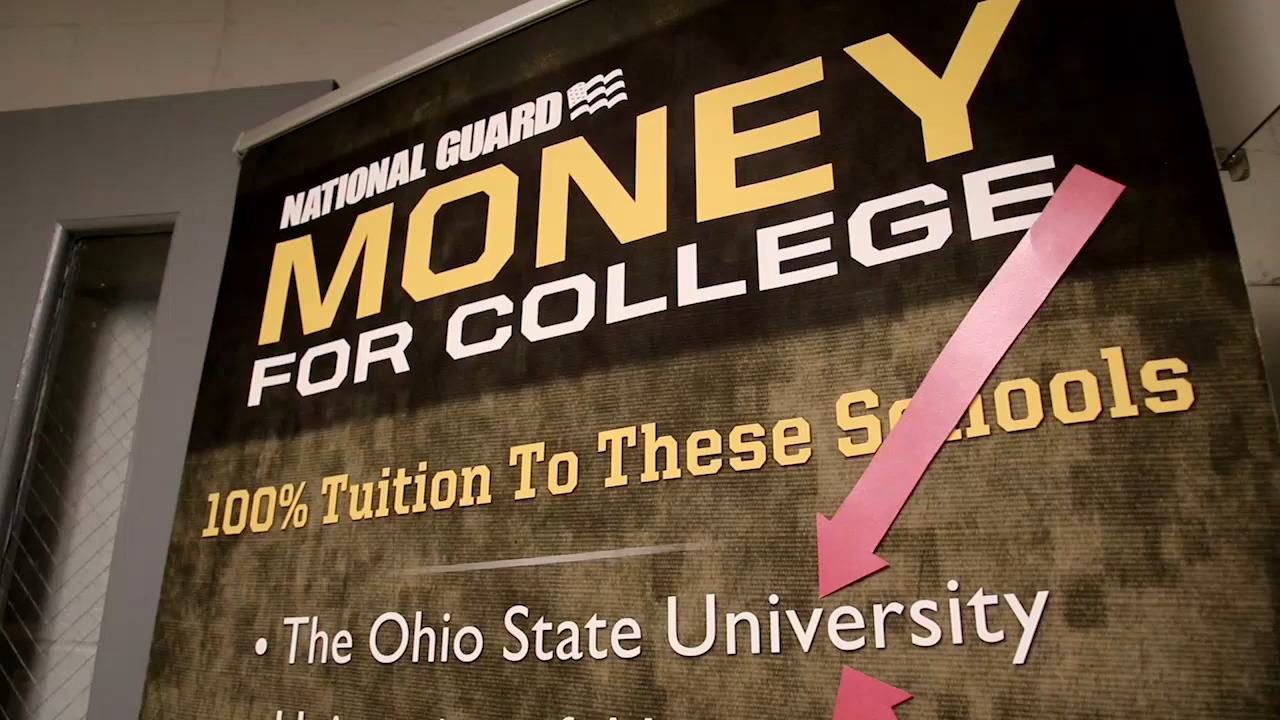 NATIONAL GUARD
MONEY
FOR COLLEGE
100% Tuition To These Schools
• The Ohio State University